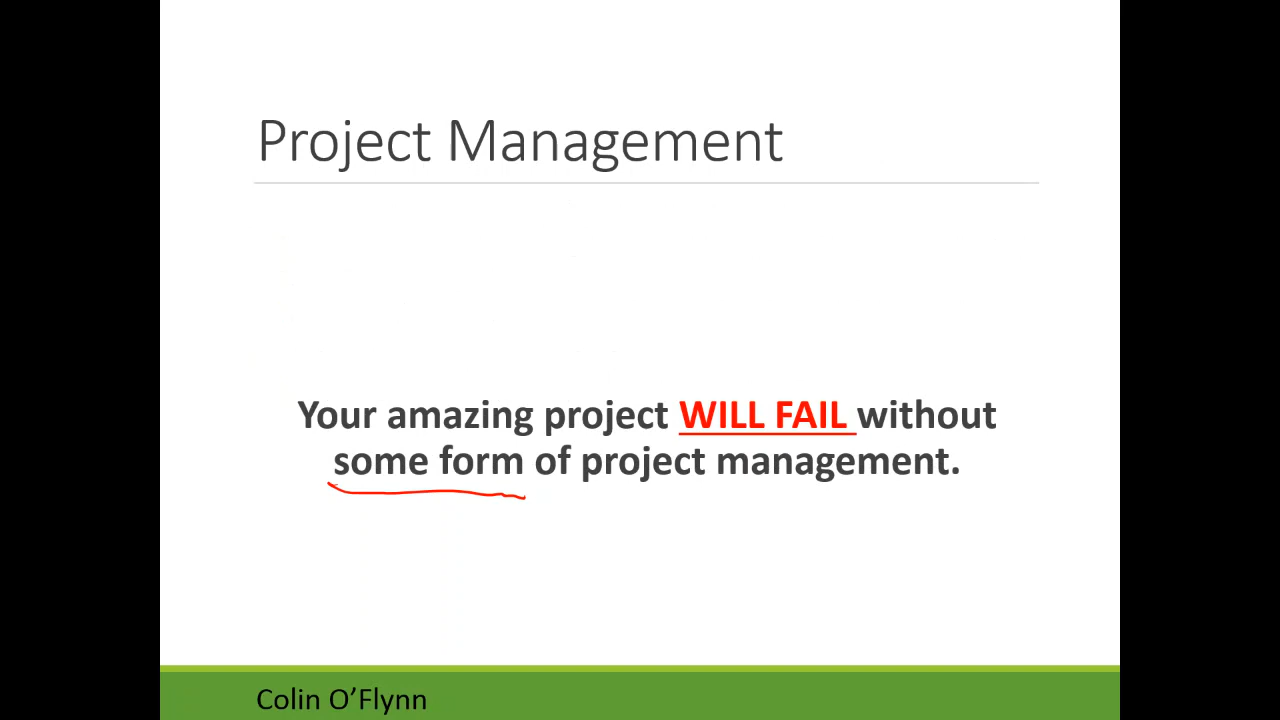 Project Management
Your amazing project WILL FAIL without
some form of project management.
Colin O’Flynn